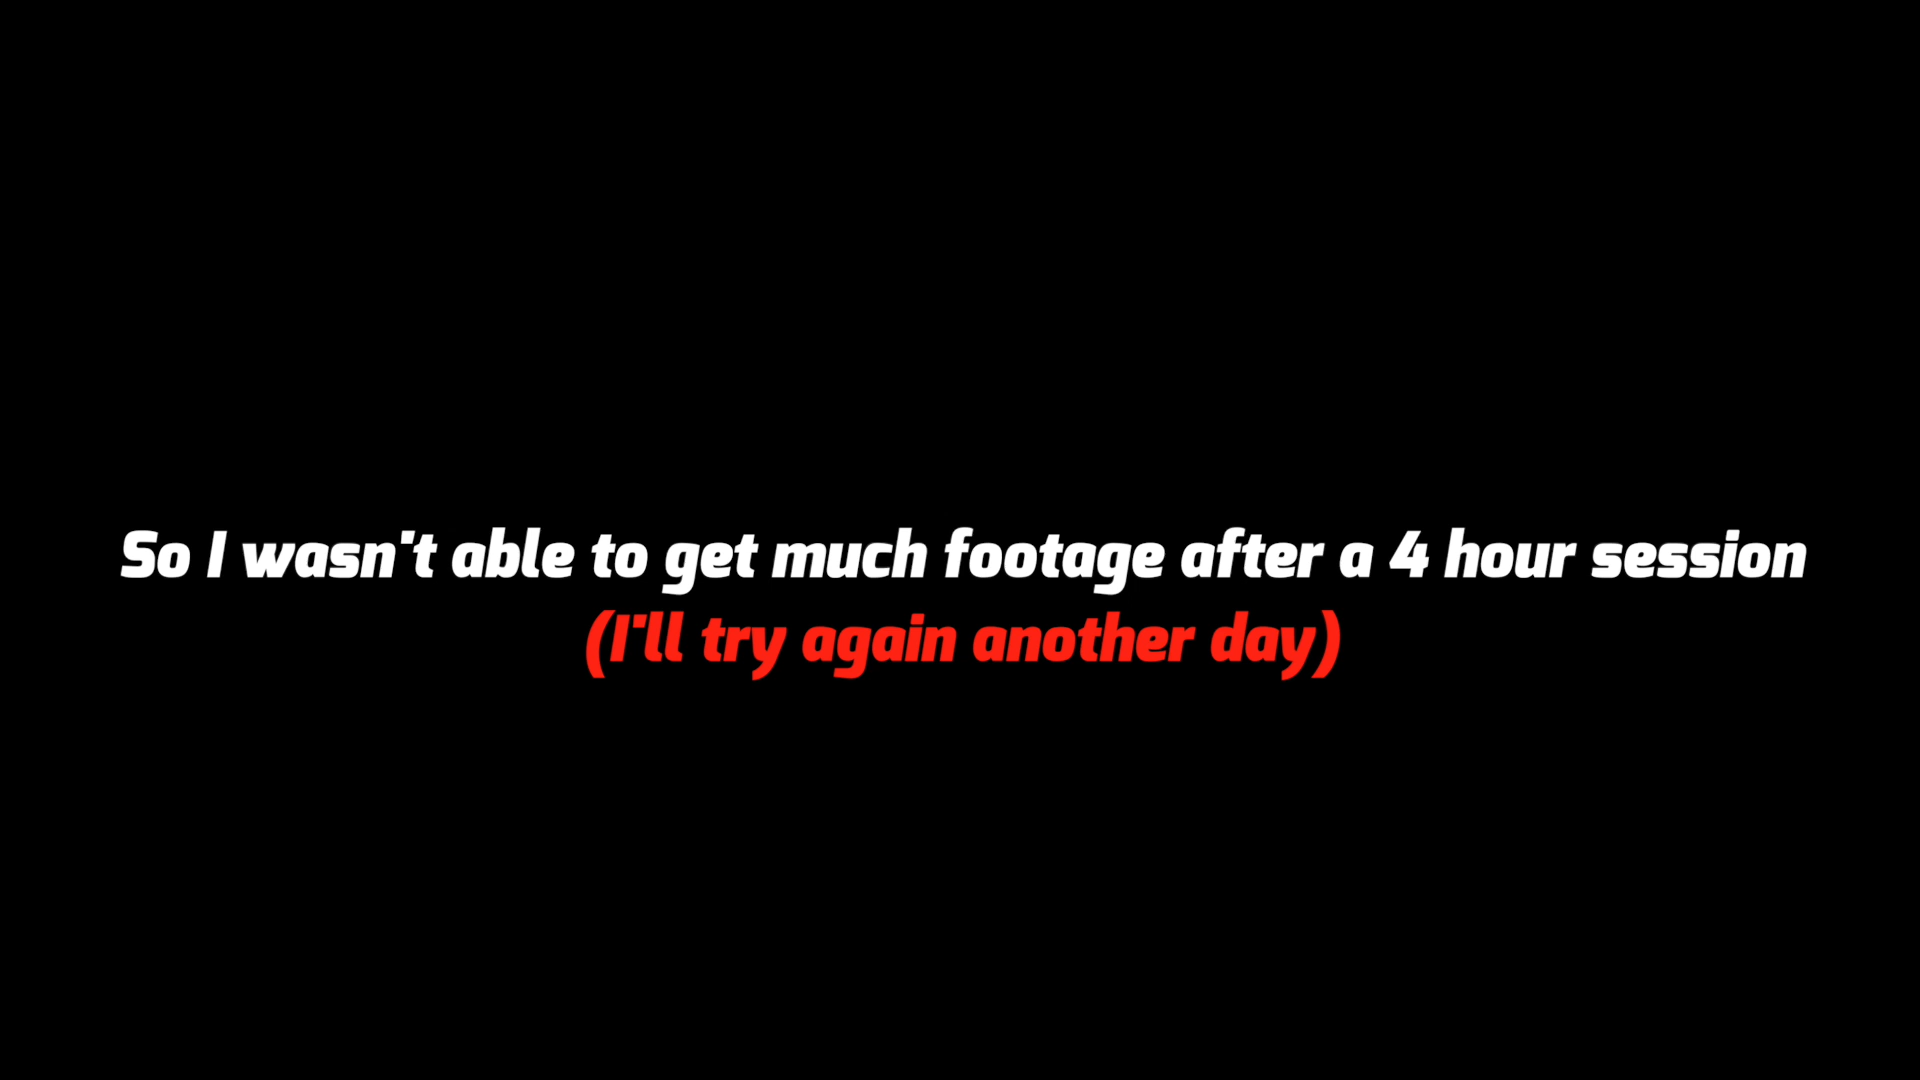 So I wasn't able to get much footage after a 4 hour session
(I'll try again another day)